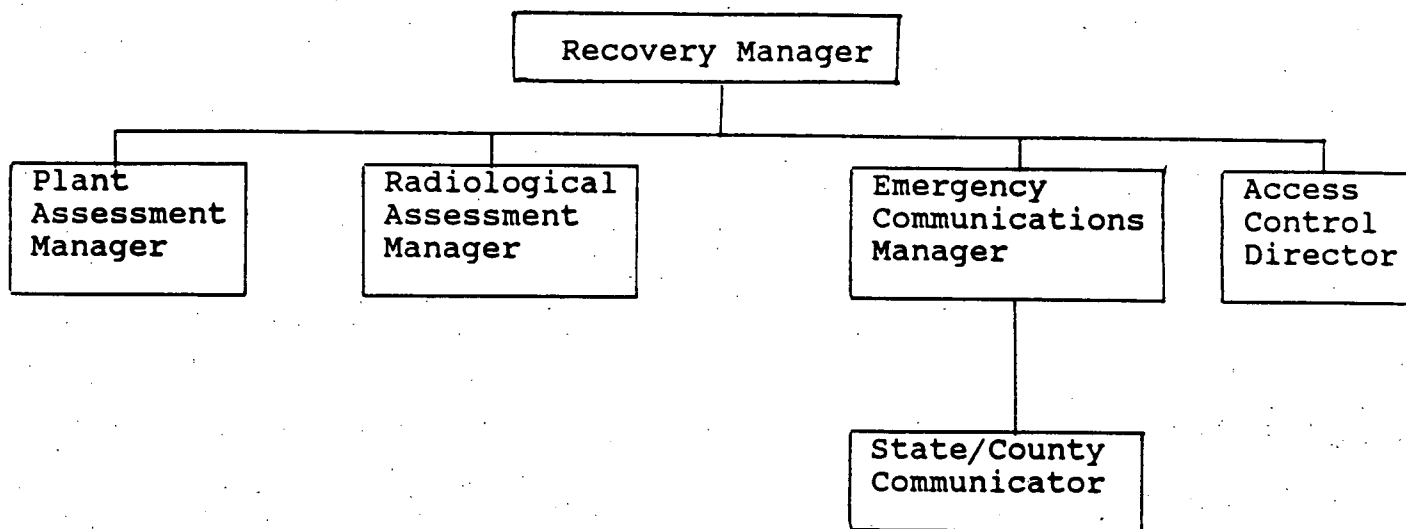 Recovery Manager
Plant
Assessment
Manager
Radiological
Assessment
Manager
Emergency
Communications
Manager
Access
Control
Director
State/County
Communicator